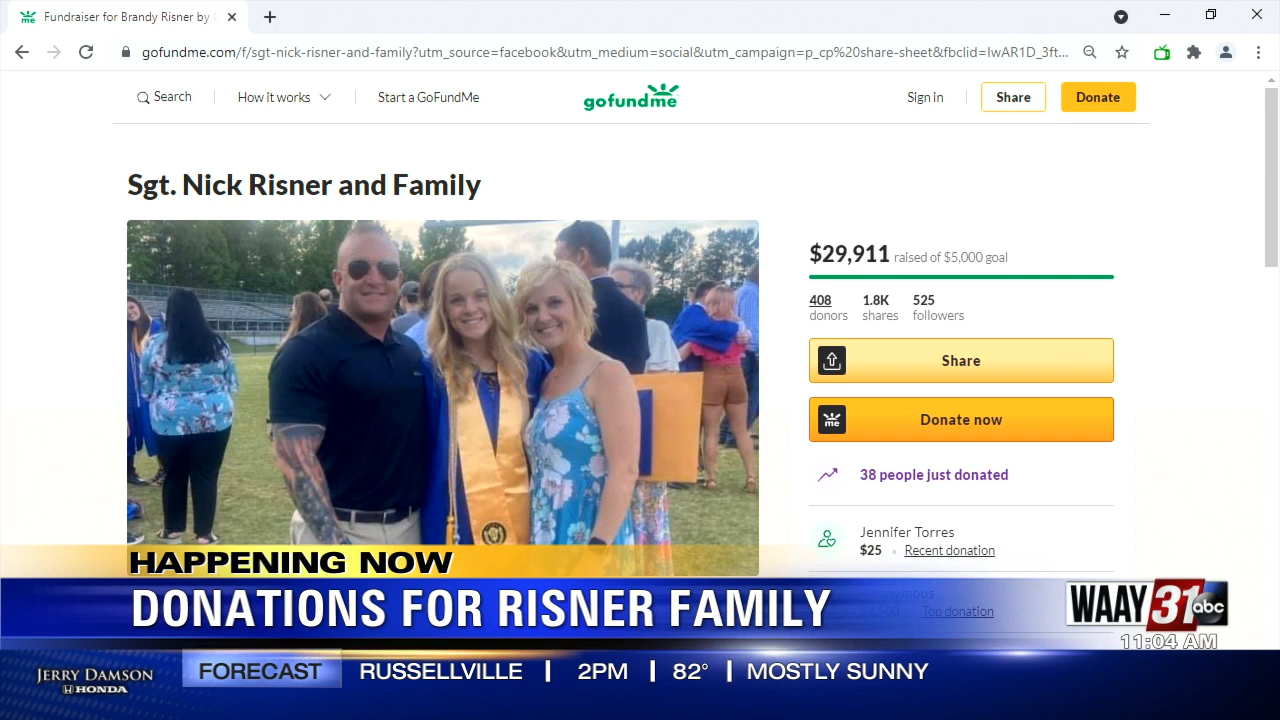 Fundraiser for Brandy Risner by
gofundme.com/f/sgt-nick-risner-and-family?utm_source=facebook&utm_medium=social&utm_campaign=p_cp%20share-sheet&fbclid=IwAR1D_3ft...
Search
How it works
Start a GoFundMe
gofundme
Sign in
Share
Donate
Sgt. Nick Risner and Family
$29,911 raised of $5,000 goal
408 1.8K 525
donors shares followers
Share
me Donate now
38 people just donated
Jennifer Torres
$25 • Recent donation
Anonymous
Top donation
HAPPENING NOW
DONATIONS FOR RISNER FAMILY
WAAY 31 abc
11:04 AM
JERRY DAMSON
HONDA
FORECAST RUSSELLVILLE | 2PM | 82° | MOSTLY SUNNY